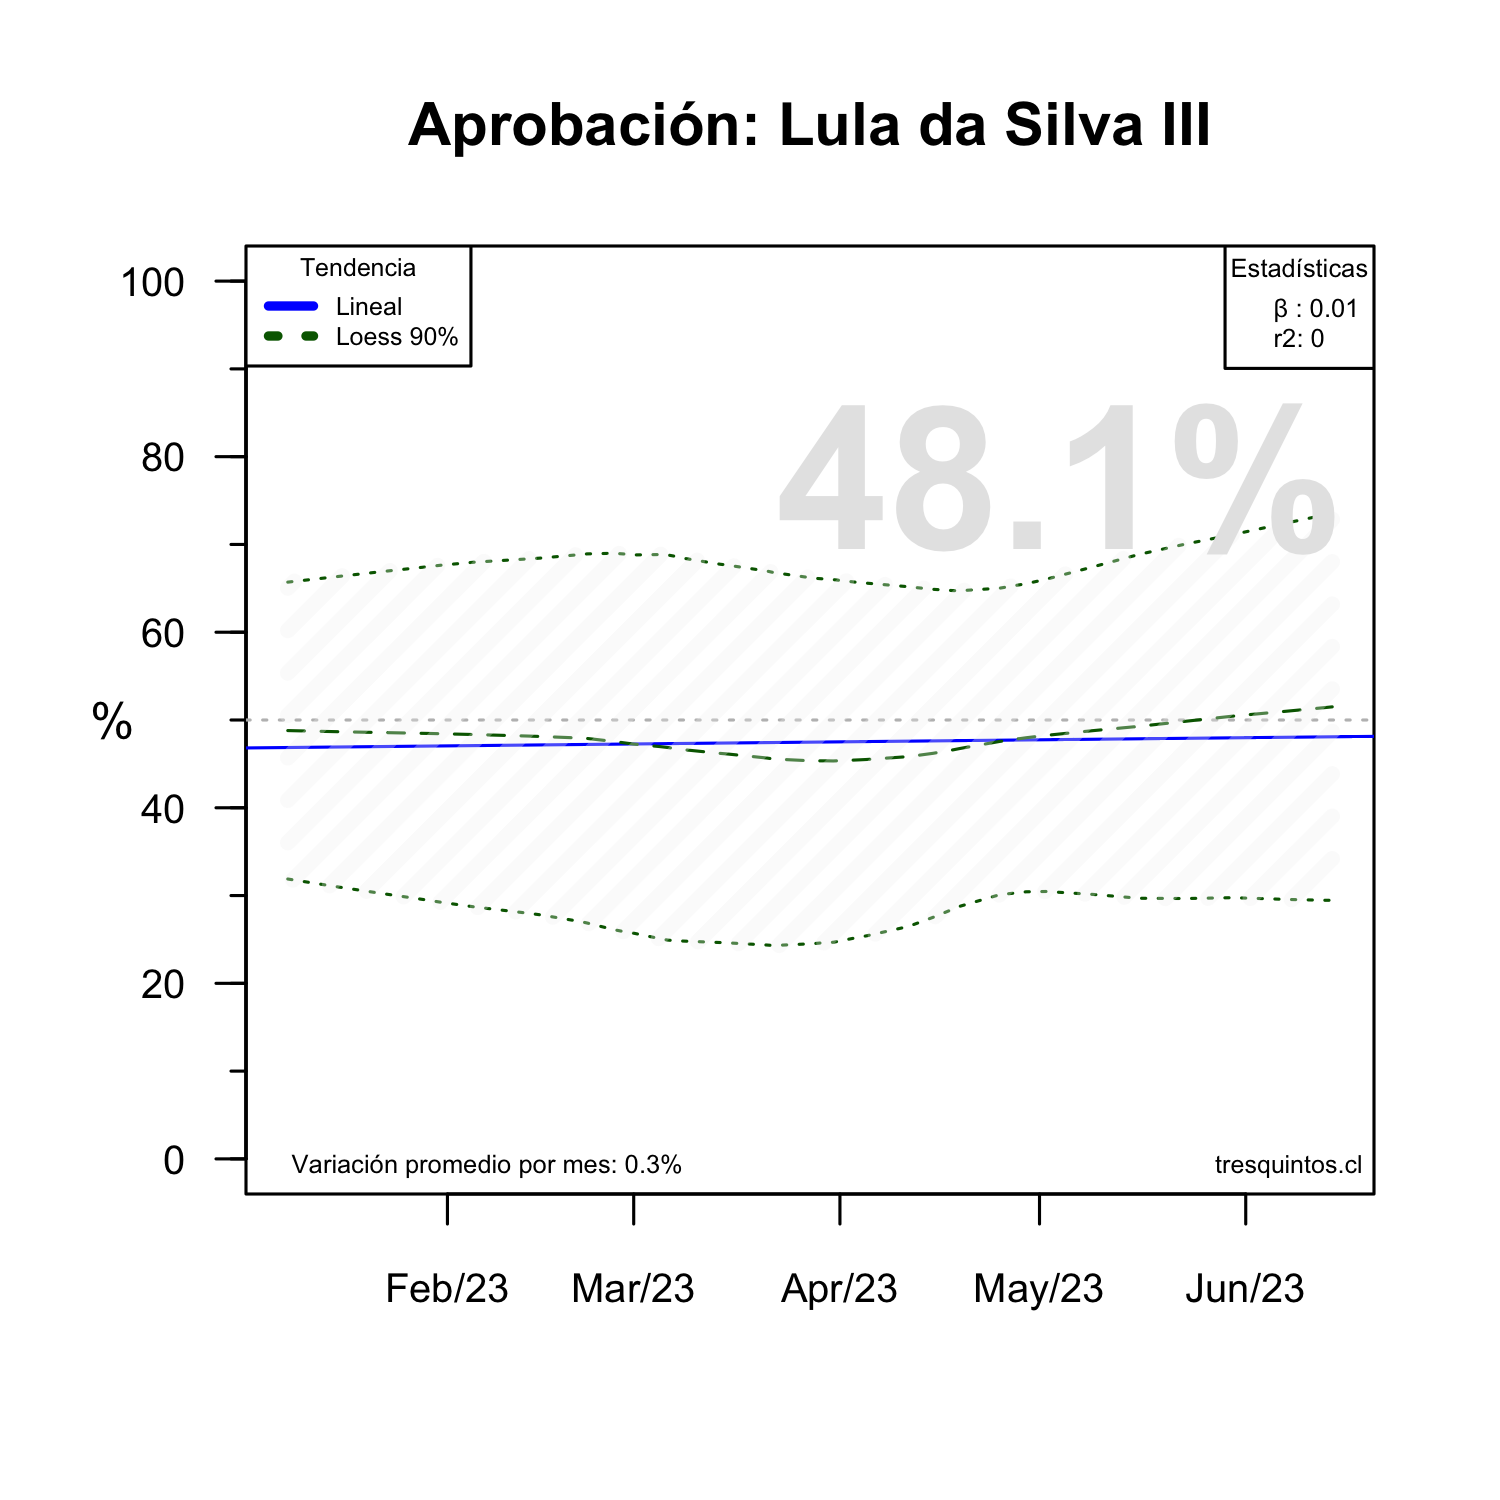 Aprobación: Lula da Silva III
Tendencia
Lineal
Loess 90%
Estadísticas
β : 0.01
r2: 0
48.1%
100
80
60
%
40
20
0
Variación promedio por mes: 0.3%
tresquintos.cl
Feb/23 Mar/23 Apr/23 May/23 Jun/23